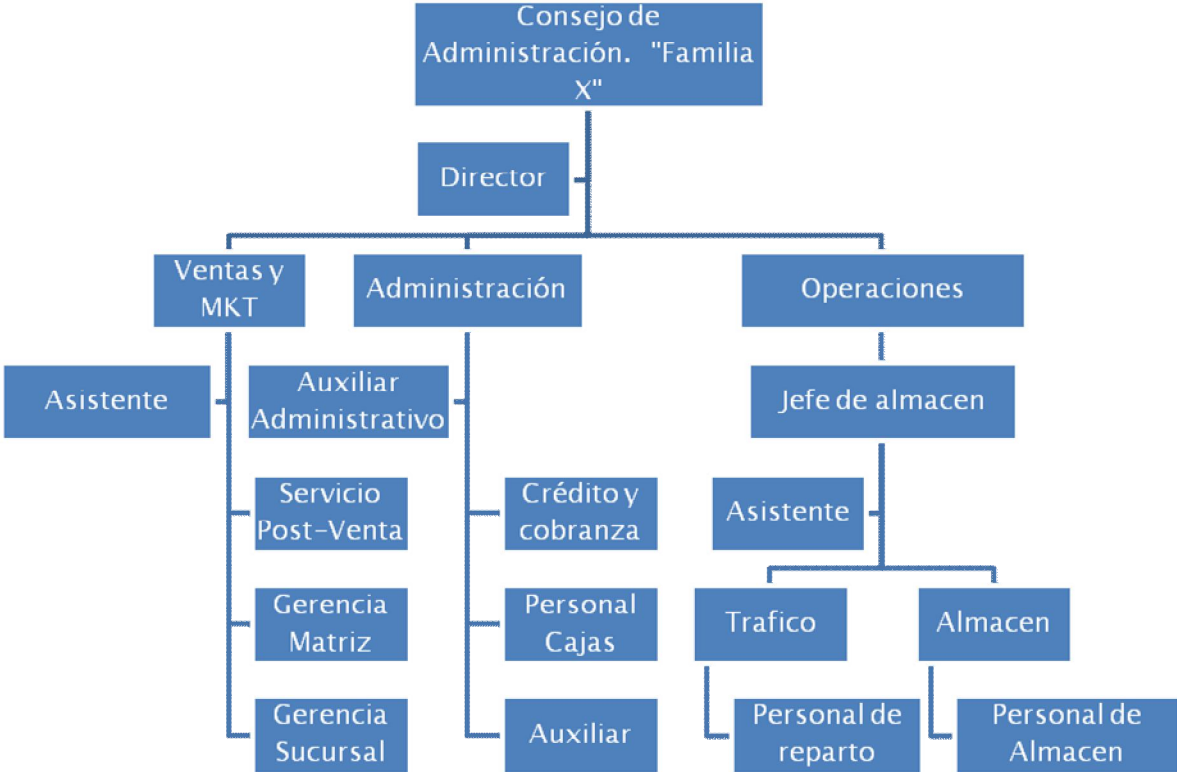 Consejo de
Administración. "Familia
X"
Director
Ventas y
MKT
Administración
Operaciones
Asistente
Auxiliar
Administrativo
Jefe de almacen
Servicio
Post-Venta
Crédito y
cobranza
Asistente
Gerencia
Matriz
Personal
Cajas
Trafico
Almacen
Gerencia
Sucursal
Auxiliar
Personal de
reparto
Personal de
Almacen